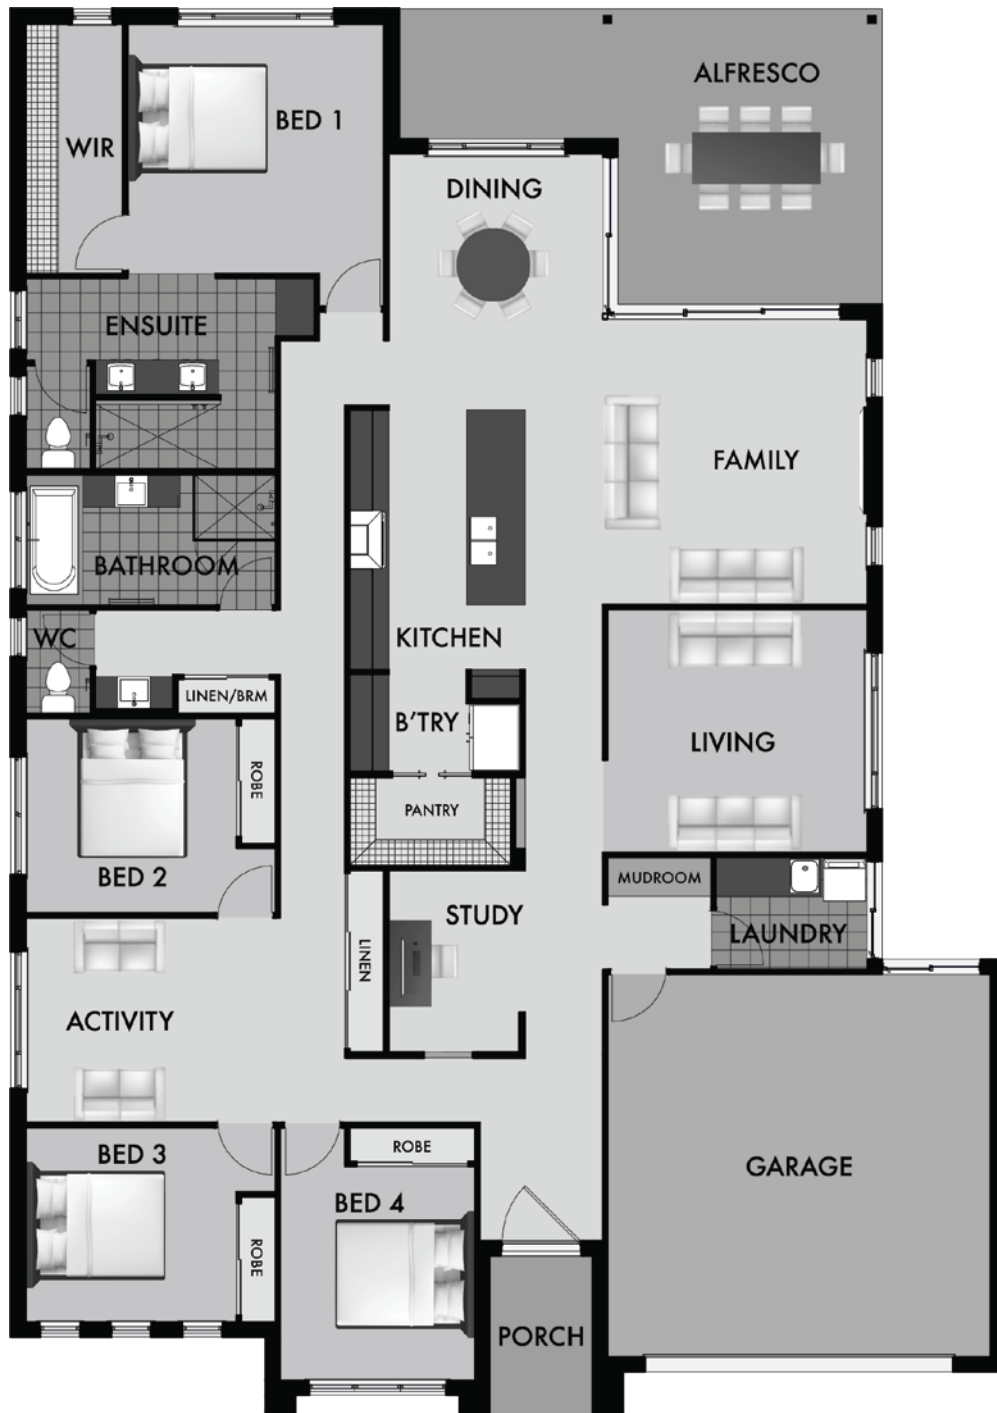 ALFRESCO
BED 1
WIR
DINING
ENSUITE
FAMILY
BATHROOM
KITCHEN
WC
LINEN/BRM
B'TRY
LIVING
ROBE
PANTRY
BED 2
MUDROOM
STUDY
LAUNDRY
LINEN
ACTIVITY
BED 3
ROBE
GARAGE
BED 4
ROBE
PORCH